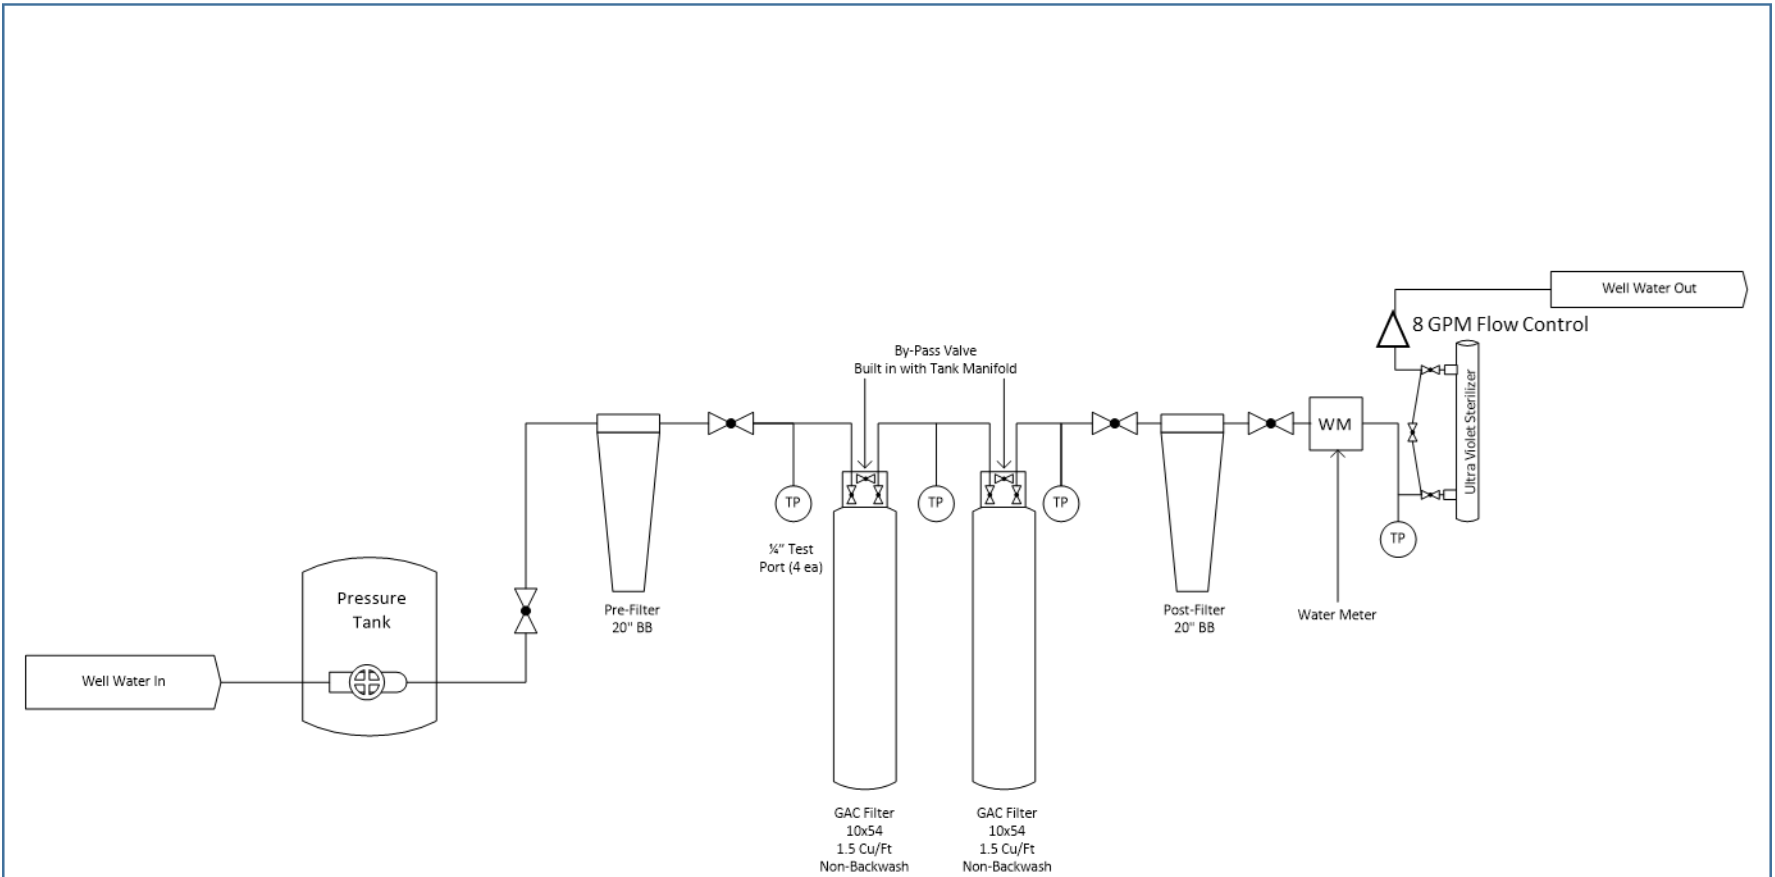 Well Water Out
8 GPM Flow Control
By-Pass Valve
Built in with Tank Manifold
Ultra Violet Sterilizer
WM
TP
TP
TP
TP
¼” Test
Port (4 ea)
Pressure
Tank
Pre-Filter
20" BB
Post-Filter
20" BB
Water Meter
Well Water In
GAC Filter
10x54
1.5 Cu/Ft
Non-Backwash
GAC Filter
10x54
1.5 Cu/Ft
Non-Backwash